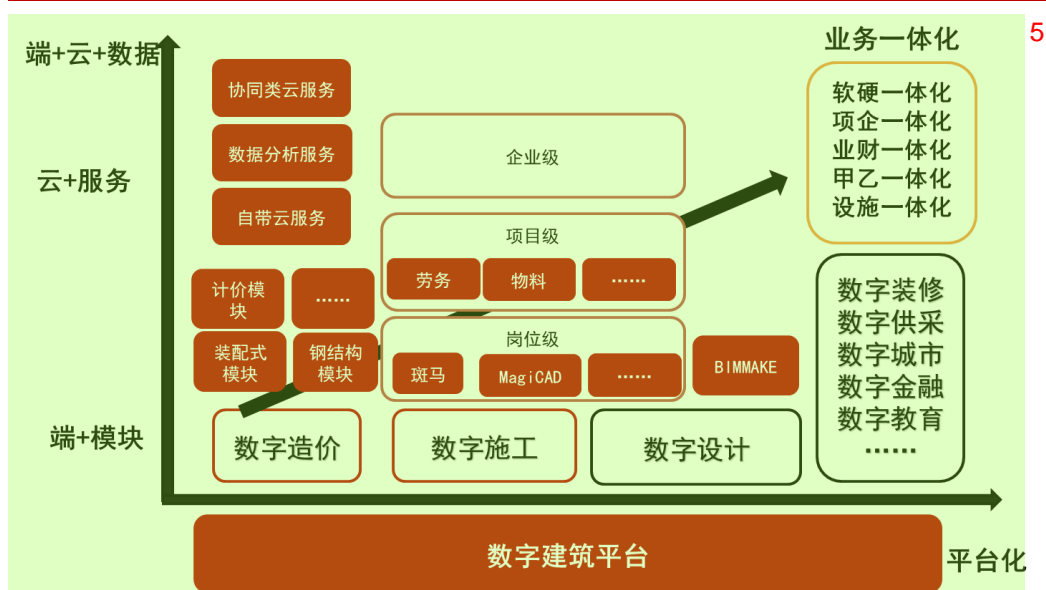 5
业务一体化
端+云+数据
协同类云服务
软硬一体化
项企一体化
业财一体化
甲乙一体化
设施一体化
数据分析服务
企业级
云+服务
自带云服务
项目级
劳务
物料
……
计价模
块
……
数字装修
数字供采
数字城市
数字金融
数字教育
……
岗位级
装配式
模块
钢结构
模块
斑马
MagiCAD
……
BIMMAKE
端+模块
数字造价
数字施工
数字设计
数字建筑平台
平台化